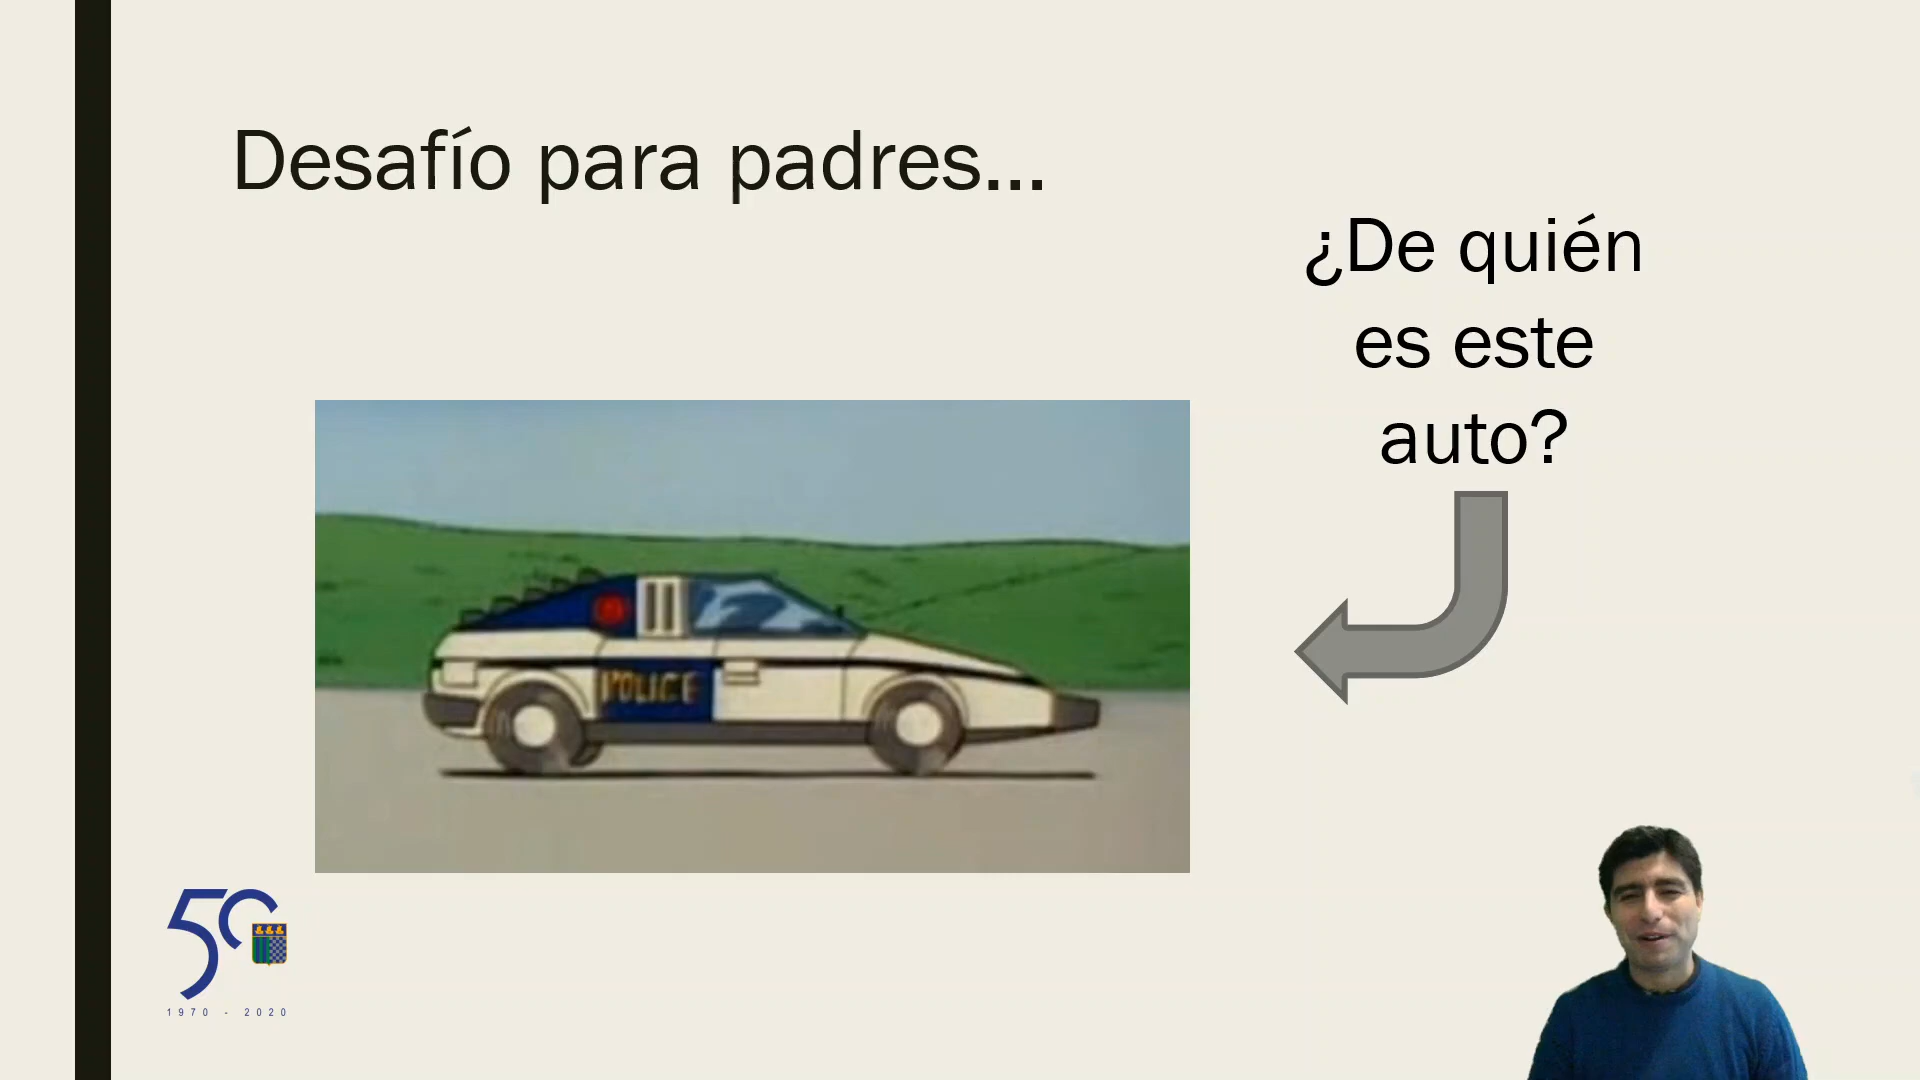 Desafío para padres...
¿De quién
es este
auto?
POLICE
50
1970 - 2020